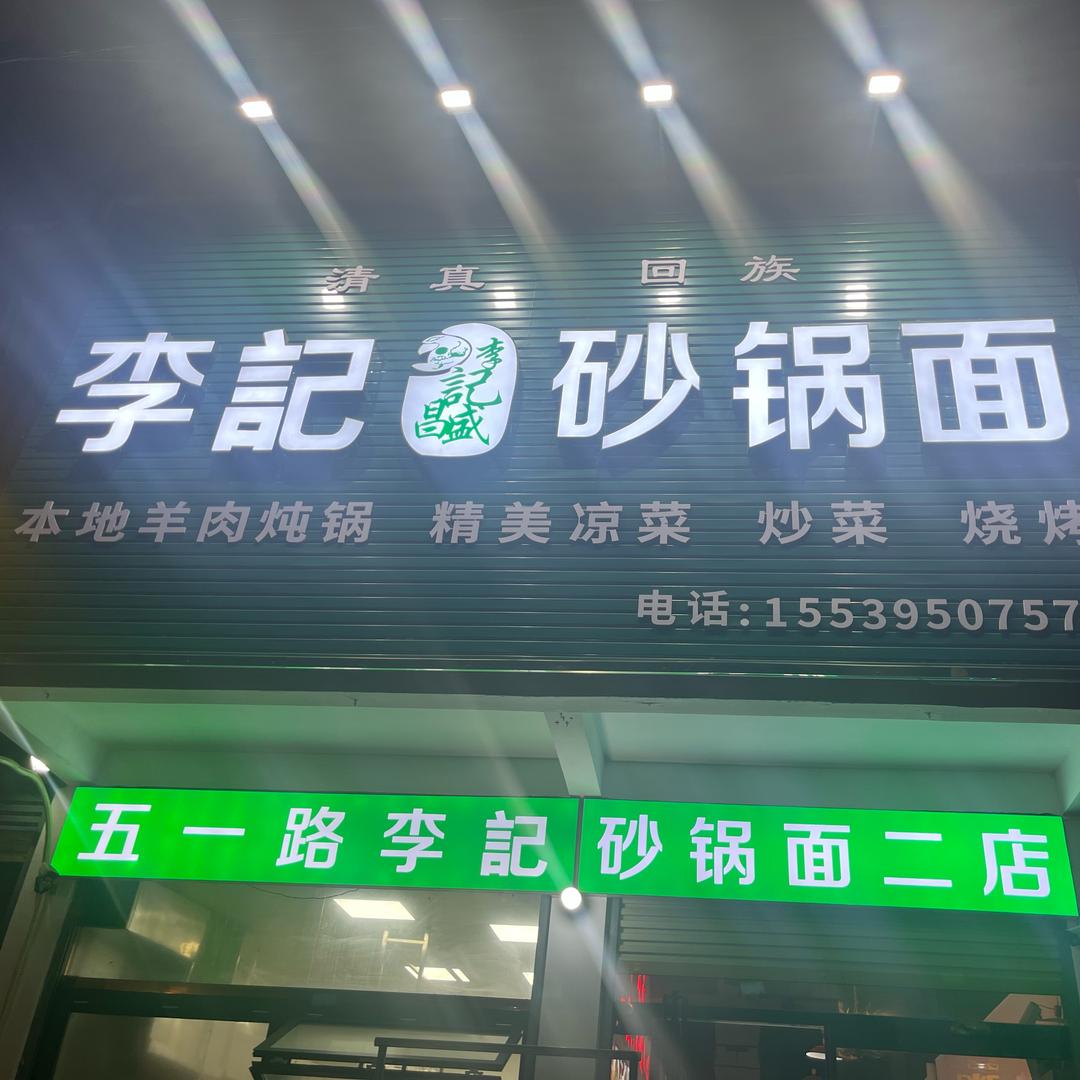 清真 回族
李記 李記盛昌 砂锅面
本地羊肉炖锅 精美凉菜 炒菜 烧烤
电话:1553950757
五一路李記砂锅面二店